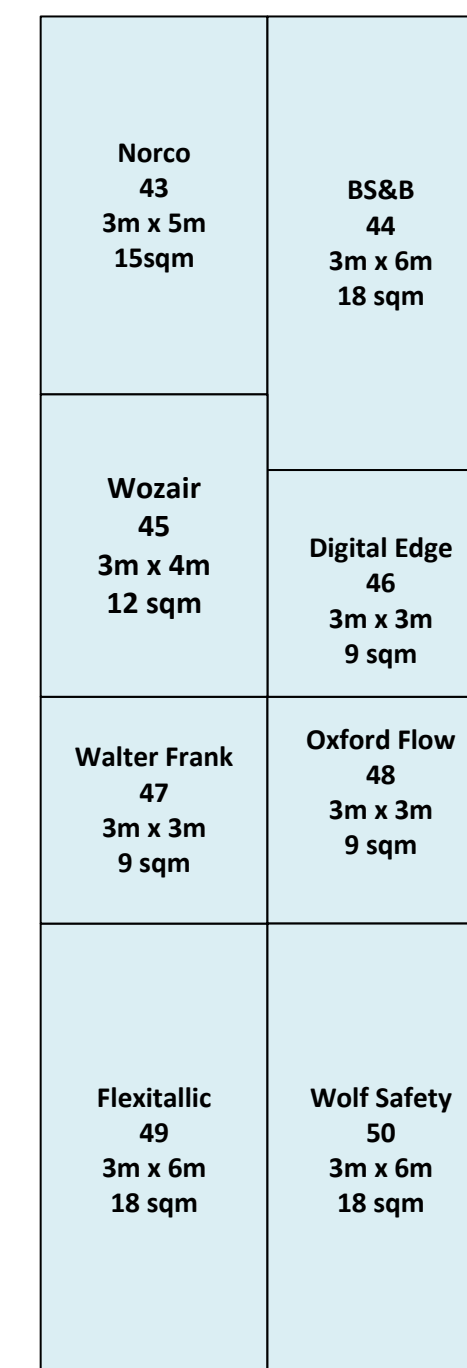 Norco
43
3m x 5m
15sqm
BS&B
44
3m x 6m
18 sqm
Wozair
45
3m x 4m
12 sqm
Digital Edge
46
3m x 3m
9 sqm
Walter Frank
47
3m x 3m
9 sqm
Oxford Flow
48
3m x 3m
9 sqm
Flexitallic
49
3m x 6m
18 sqm
Wolf Safety
50
3m x 6m
18 sqm